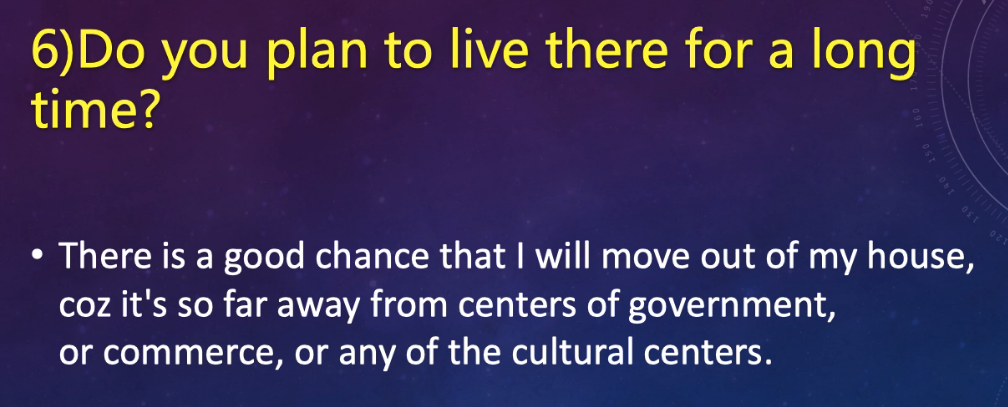 6)Do you plan to live there for a long
time?
• There is a good chance that I will move out of my house,
coz it's so far away from centers of government,
or commerce, or any of the cultural centers.